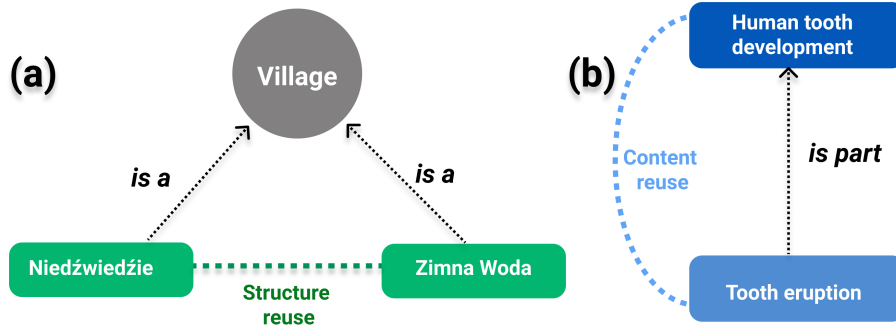 (a)
Village
is a
is a
Niedźwiedźie
Zimna Woda
Structure
reuse
(b)
Human tooth
development
Content
reuse
is part
Tooth eruption